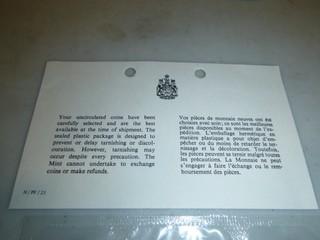 Your uncirculated coins have been
carefully selected and are the best
available at the time of shipment. The
sealed plastic package is designed to
prevent or delay tarnishing or discol-
ouration. However, tarnishing may
occur despite every precaution. The
Mint cannot undertake to exchange
coins or make refunds.
Vos pièces de monnaie neuves ont été
choisies avec soin; ce sont les meilleures
pièces disponibles au moment de l'ex-
pédition. L'emballage hermétique en
matière plastique a pour objet d'em-
pêcher ou du moins de retarder le ter-
nissage et la décoloration. Toutefois,
les pièces peuvent se ternir malgré toutes
les précautions. La Monnaie ne peut
s'engager à faire l'échange ou le rem-
boursement des pièces.